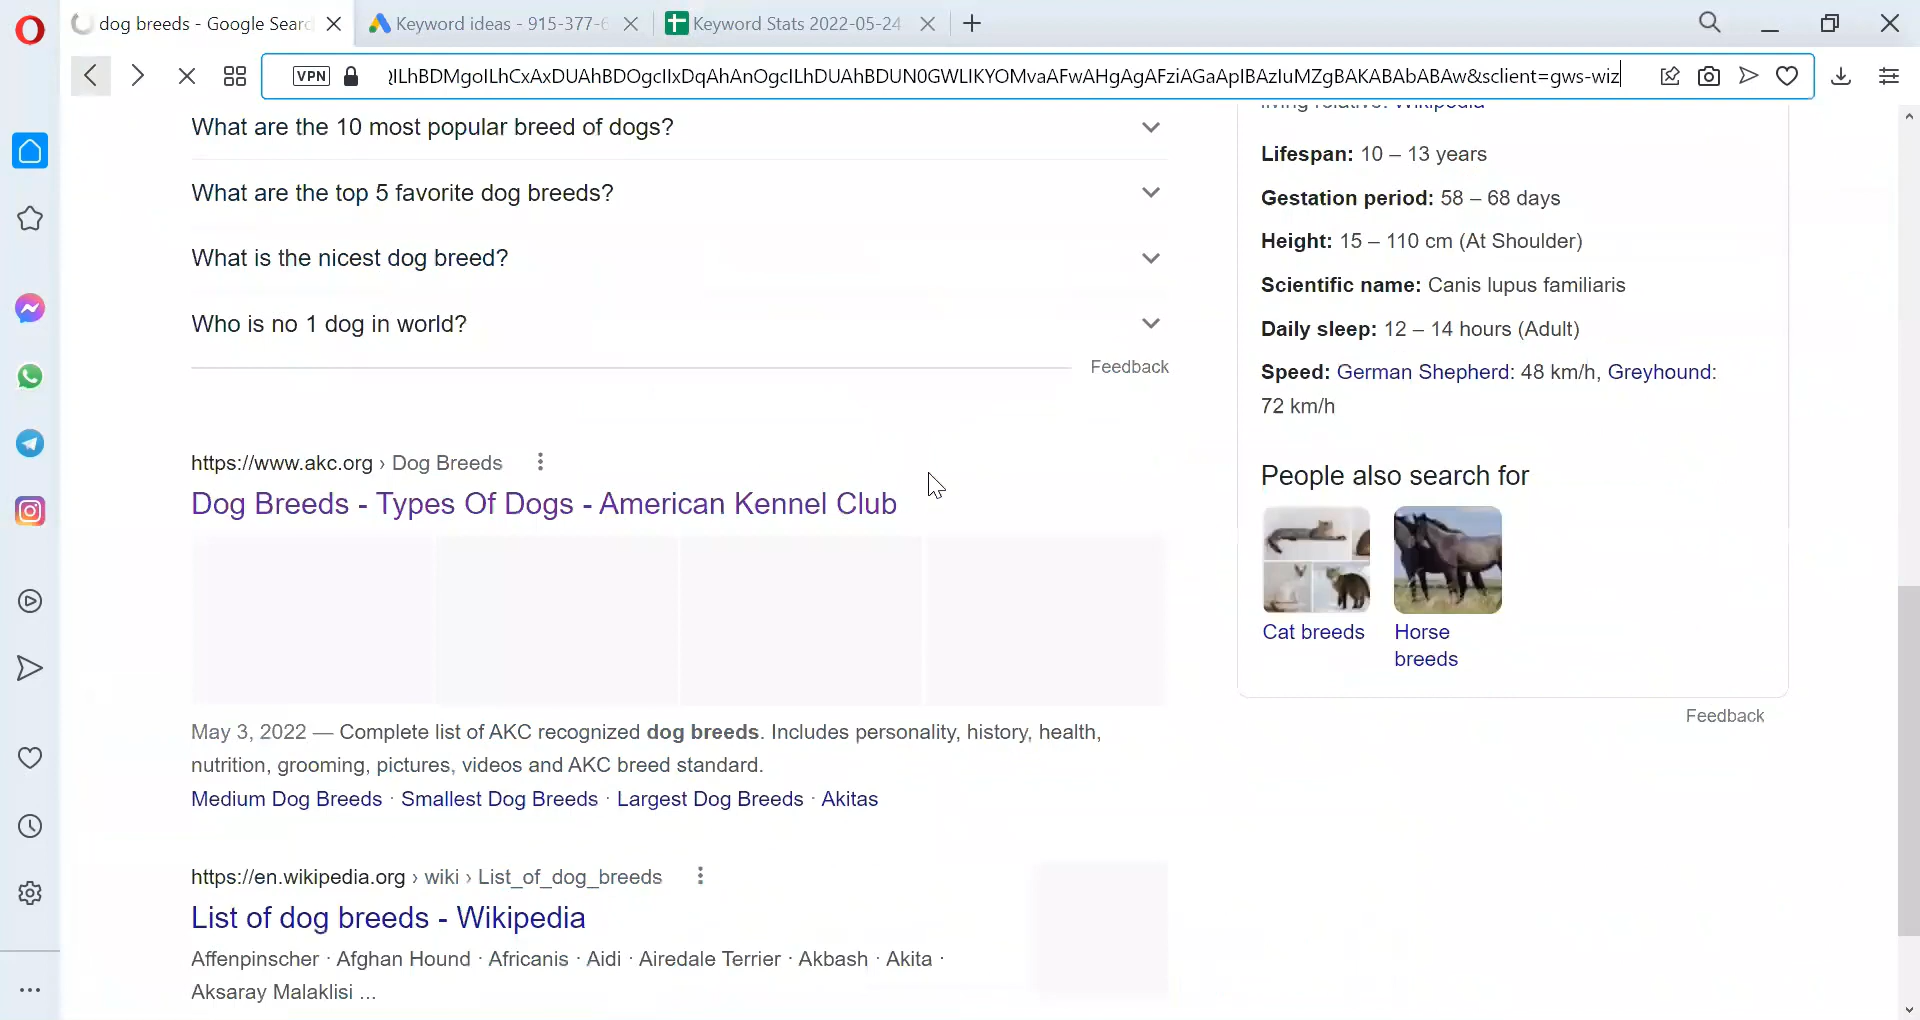 dog breeds - Google Searc
Keyword ideas - 915-377-6
Keyword Stats 2022-05-24
VPN
&sclient=gws-wiz
What are the 10 most popular breed of dogs?
What are the top 5 favorite dog breeds?
What is the nicest dog breed?
Who is no 1 dog in world?
Feedback
https://www.akc.org › Dog Breeds
Dog Breeds - Types Of Dogs - American Kennel Club
May 3, 2022 — Complete list of AKC recognized dog breeds. Includes personality, history, health,
nutrition, grooming, pictures, videos and AKC breed standard.
Medium Dog Breeds · Smallest Dog Breeds · Largest Dog Breeds · Akitas
https://en.wikipedia.org › wiki › List_of_dog_breeds
List of dog breeds - Wikipedia
Affenpinscher · Afghan Hound · Africanis · Aidi · Airedale Terrier · Akbash · Akita ·
Aksaray Malaklisi ...
Lifespan: 10 – 13 years
Gestation period: 58 – 68 days
Height: 15 – 110 cm (At Shoulder)
Scientific name: Canis lupus familiaris
Daily sleep: 12 – 14 hours (Adult)
Speed: German Shepherd: 48 km/h, Greyhound:
72 km/h
People also search for
Cat breeds
Horse
breeds
Feedback